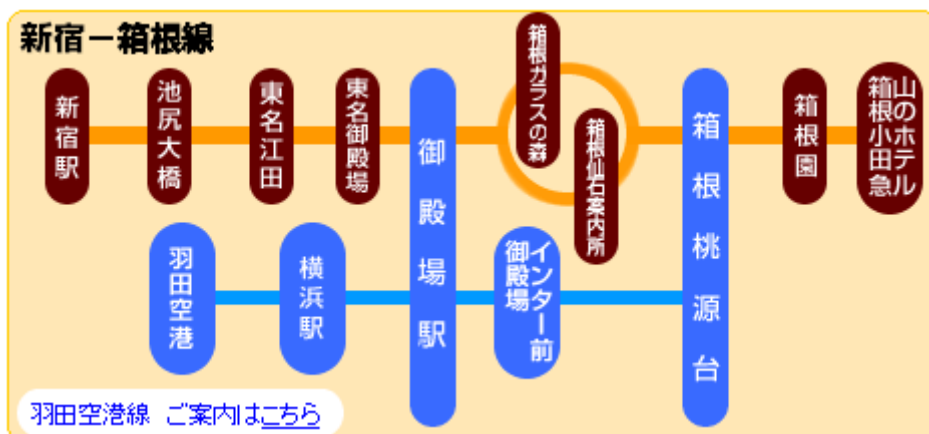 新宿－箱根線
新宿駅
池尻大橋
東名江田
東名御殿場
御殿場駅
箱根ガラスの森
箱根仙石案内所
箱根桃源台
箱根園
山のホテル
箱根小田急
羽田空港
横浜駅
インター前
御殿場
羽田空港線 ご案内はこちら